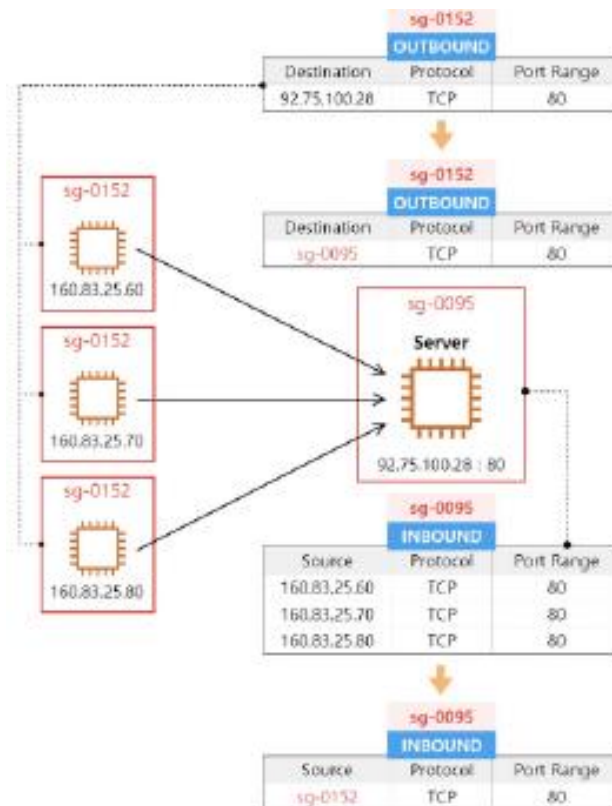 sg-0152
OUTBOUND
Destination Protocol Port Range
92.75.100.28 TCP 80
sg-0152
OUTBOUND
Destination Protocol Port Range
sg-0095 TCP 80
sg-0152
160.83.25.60
sg-0152
160.83.25.70
sg-0152
160.83.25.80
sg-0095
Server
92.75.100.28 : 80
sg-0095
INBOUND
Source Protocol Port Range
160.83.25.60 TCP 80
160.83.25.70 TCP 80
160.83.25.80 TCP 80
sg-0095
INBOUND
Source Protocol Port Range
sg-0152 TCP 80